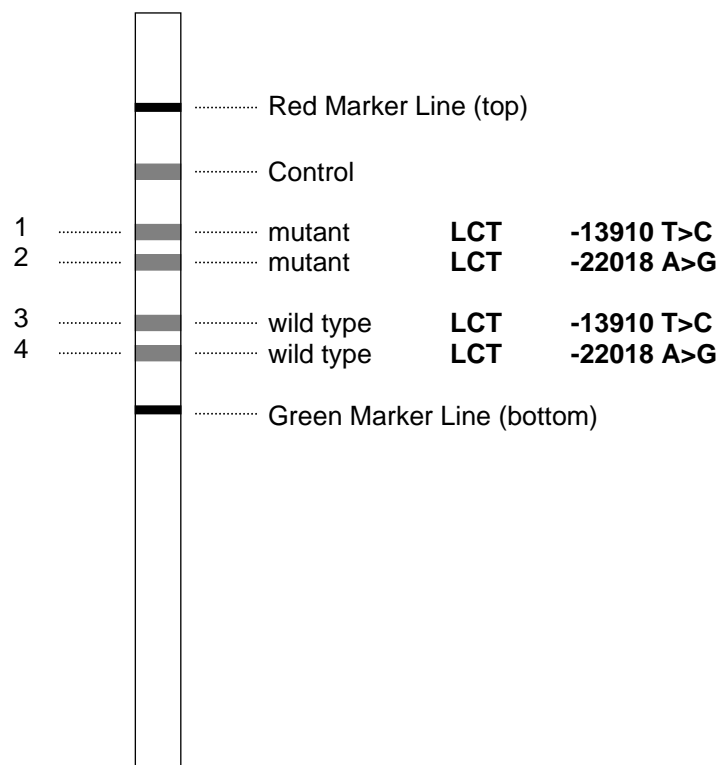 Red Marker Line (top)
Control
1 mutant LCT -13910 T>C
2 mutant LCT -22018 A>G
3 wild type LCT -13910 T>C
4 wild type LCT -22018 A>G
Green Marker Line (bottom)